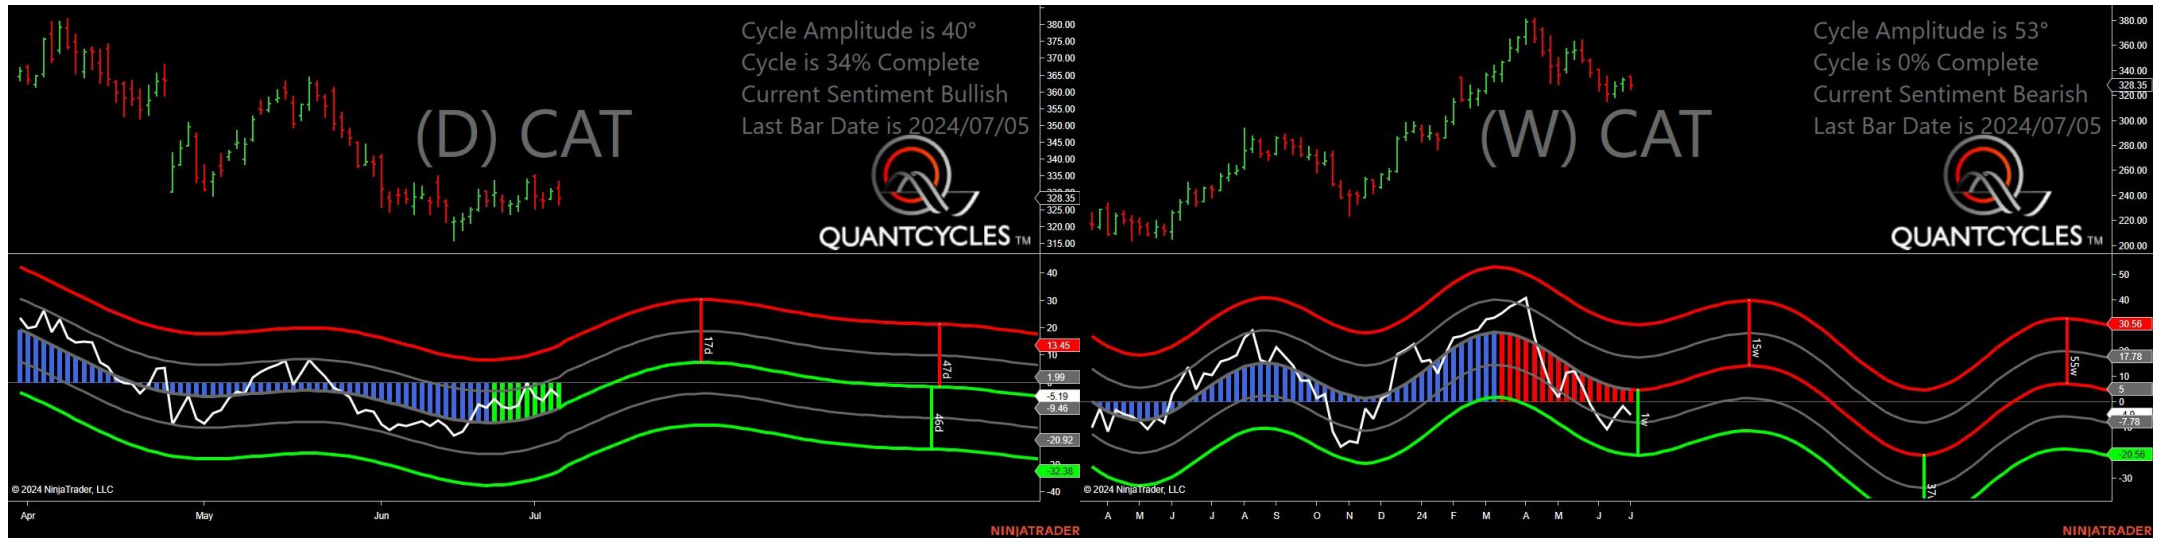 Cycle Amplitude is 40°
Cycle is 34% Complete
Current Sentiment Bullish
Last Bar Date is 2024/07/05
(D) CAT
QUANTCYCLES TM
380.00
375.00
370.00
365.00
360.00
355.00
350.00
345.00
340.00
335.00
328.35
325.00
320.00
315.00
40
30
20
13.45
10
1.99
-5.19
-9.46
-20.92
-32.38
-40
17d
47d
46d
© 2024 NinjaTrader, LLC
Apr May Jun Jul
NINJATRADER
Cycle Amplitude is 53°
Cycle is 0% Complete
Current Sentiment Bearish
Last Bar Date is 2024/07/05
(W) CAT
QUANTCYCLES TM
380.00
360.00
340.00
328.35
320.00
300.00
280.00
260.00
240.00
220.00
200.00
50
40
30.56
17.78
10
5
0
-7.78
-20.56
-30
15w
55w
1w
© 2024 NinjaTrader, LLC
A M J J A S O N D 24 F M A M J J
NINJATRADER